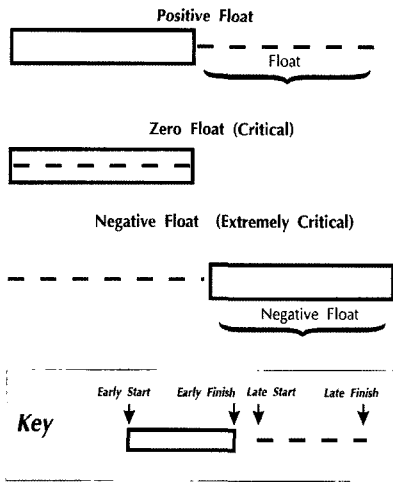 Positive Float
Float
Zero Float (Critical)
Negative Float (Extremely Critical)
Negative Float
Early Start Early Finish Late Start Late Finish
Key